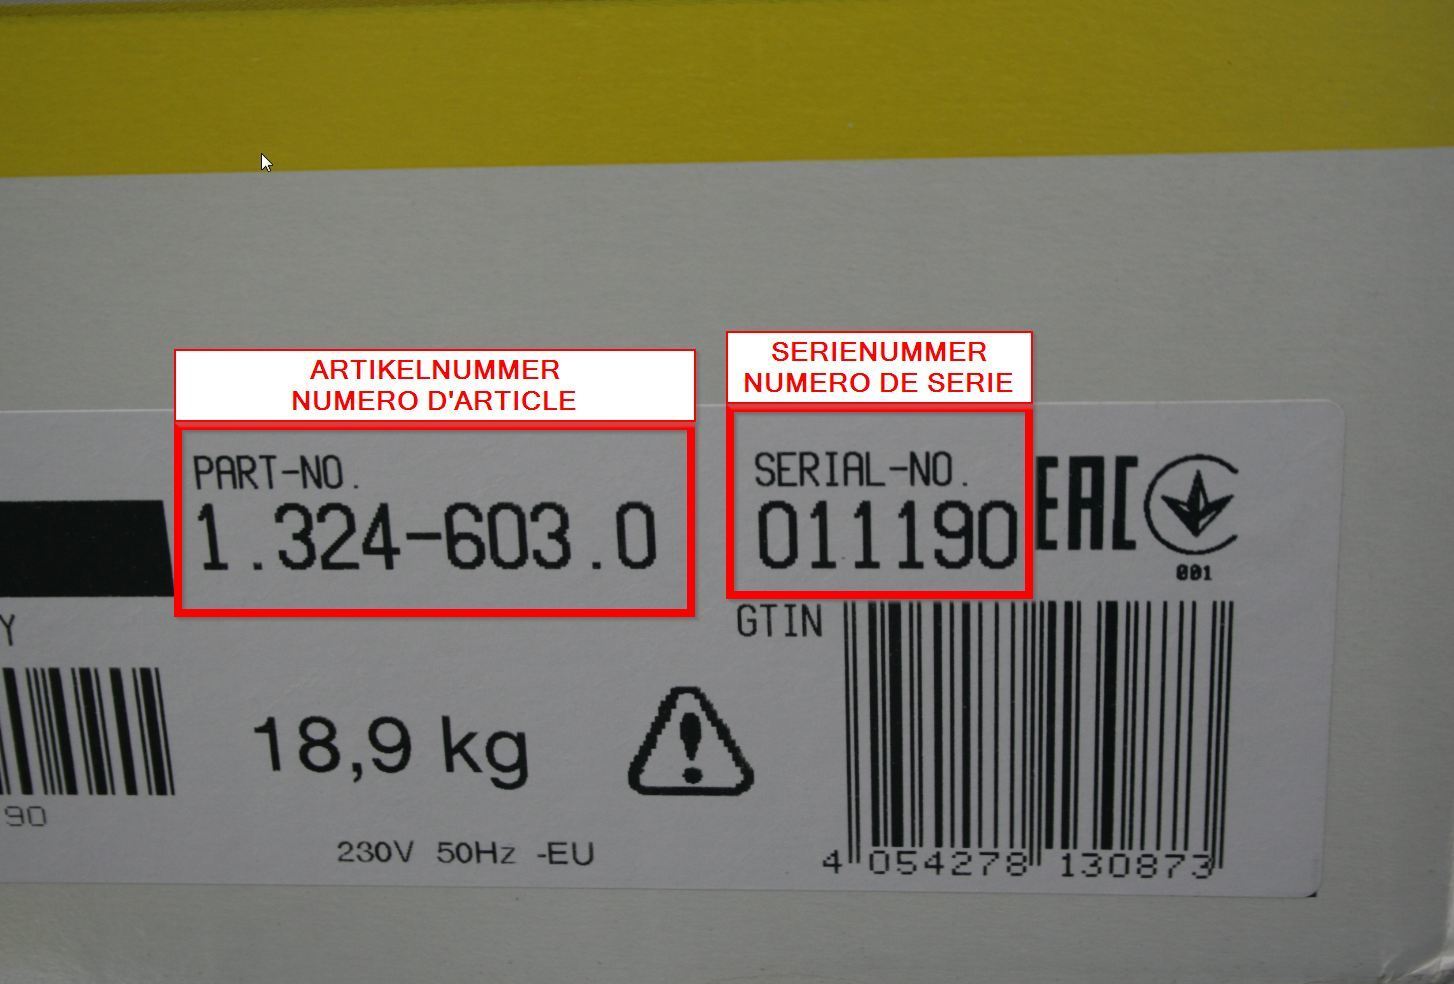 ARTIKELNUMMER
NUMERO D'ARTICLE
SERIENUMMER
NUMERO DE SERIE
PART-NO.
1.324-603.0
SERIAL-NO.
011190
EAC
001
Y
GTIN
18,9 kg
90
230V 50Hz -EU
4 054278 130873